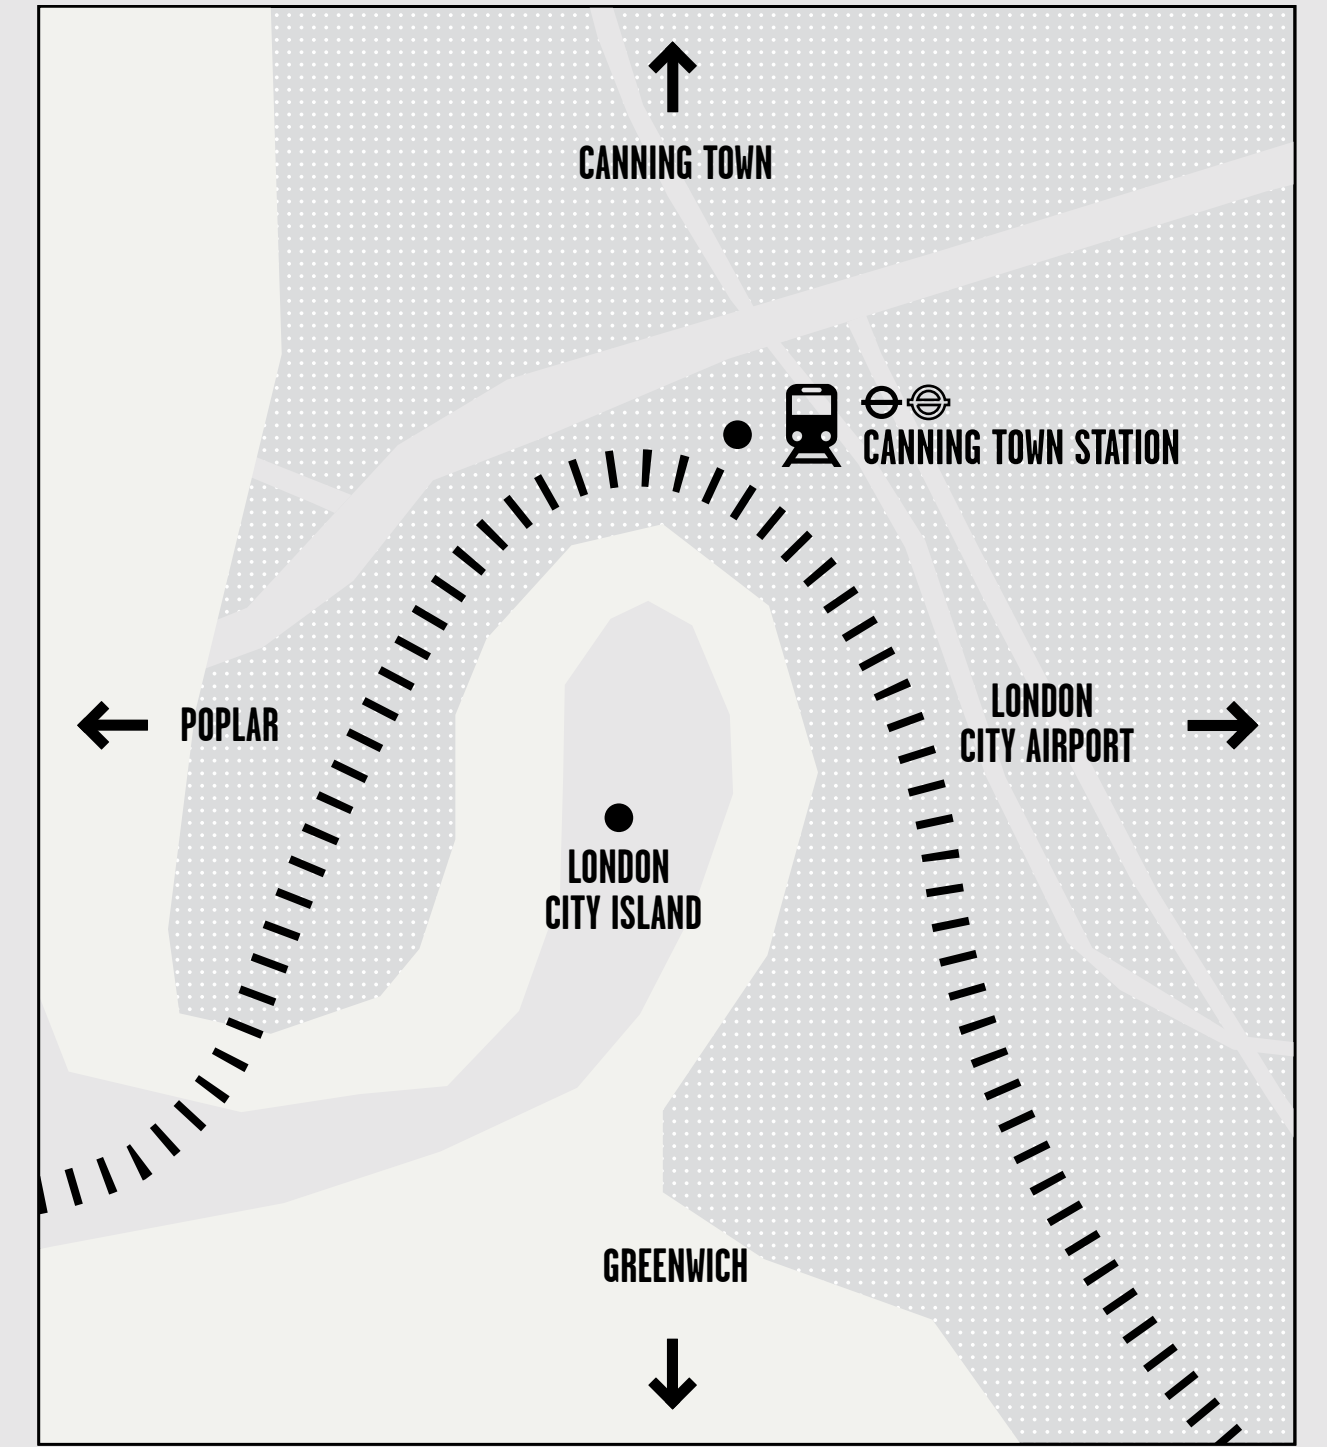 CANNING TOWN
CANNING TOWN STATION
POPLAR
LONDON
CITY AIRPORT
LONDON
CITY ISLAND
GREENWICH